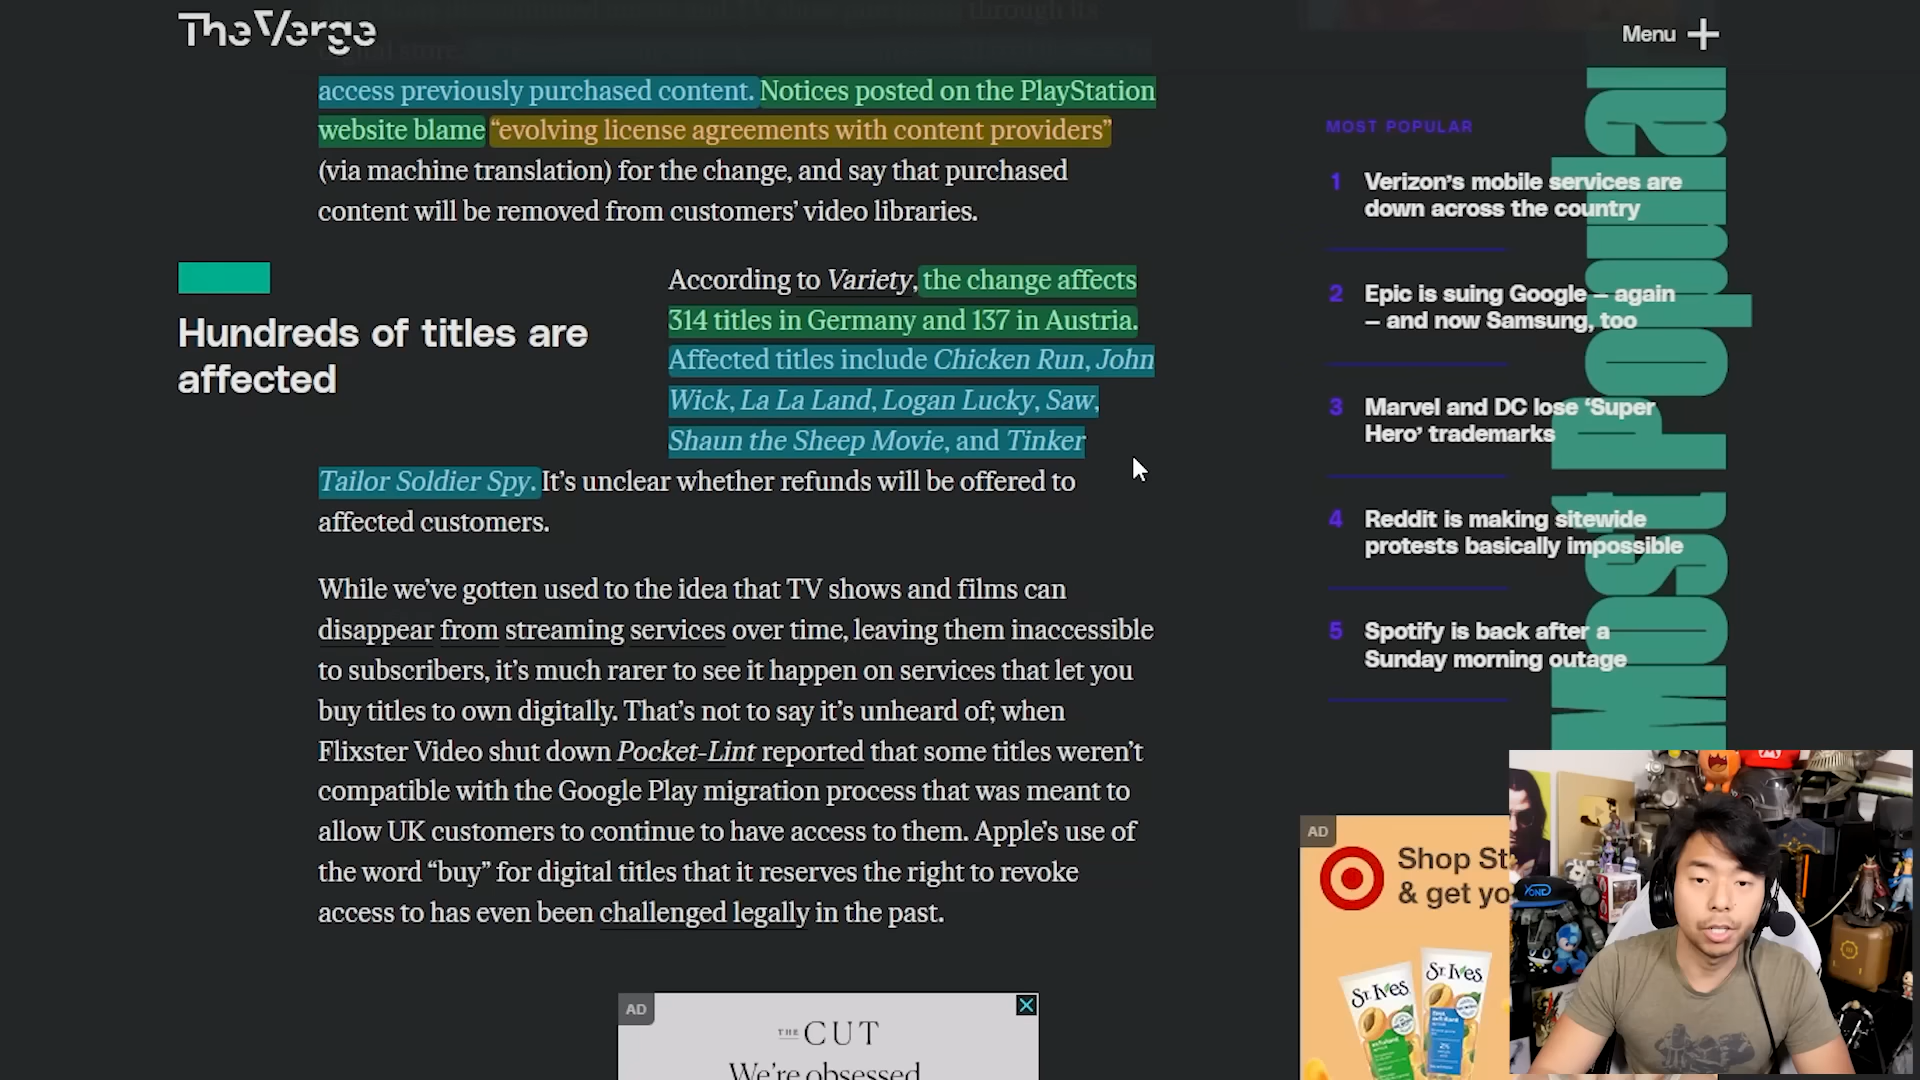 The Verge
Menu
through its
digital store.
access previously purchased content. Notices posted on the PlayStation
website blame “evolving license agreements with content providers”
(via machine translation) for the change, and say that purchased
content will be removed from customers’ video libraries.
Hundreds of titles are
affected
According to Variety, the change affects
314 titles in Germany and 137 in Austria.
Affected titles include Chicken Run, John
Wick, La La Land, Logan Lucky, Saw,
Shaun the Sheep Movie, and Tinker
Tailor Soldier Spy. It’s unclear whether refunds will be offered to
affected customers.
While we’ve gotten used to the idea that TV shows and films can
disappear from streaming services over time, leaving them inaccessible
to subscribers, it’s much rarer to see it happen on services that let you
buy titles to own digitally. That’s not to say it’s unheard of; when
Flixster Video shut down Pocket-Lint reported that some titles weren’t
compatible with the Google Play migration process that was meant to
allow UK customers to continue to have access to them. Apple’s use of
the word “buy” for digital titles that it reserves the right to revoke
access to has even been challenged legally in the past.
AD
THE CUT
We’re obsessed
MOST POPULAR
1 Verizon’s mobile services are
down across the country
2 Epic is suing Google — again
— and now Samsung, too
3 Marvel and DC lose ‘Super
Hero’ trademarks
4 Reddit is making sitewide
protests basically impossible
5 Spotify is back after a
Sunday morning outage
Most Popular
AD
Shop St
& get yo
St. Ives
St. Ives